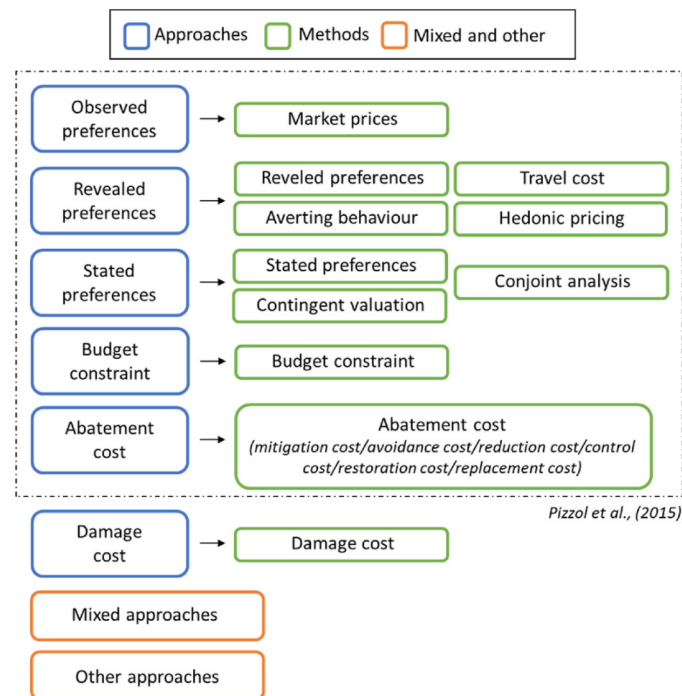 Approaches Methods Mixed and other
Observed
preferences
Market prices
Revealed
preferences
Reveled preferences Travel cost
Averting behaviour Hedonic pricing
Stated
preferences
Stated preferences
Conjoint analysis
Contingent valuation
Budget
constraint
Budget constraint
Abatement
cost
Abatement cost
(mitigation cost/avoidance cost/reduction cost/control
cost/restoration cost/replacement cost)
Pizzol et al., (2015)
Damage
cost
Damage cost
Mixed approaches
Other approaches